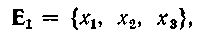 E₁ = {x₁, x₂, x₃},